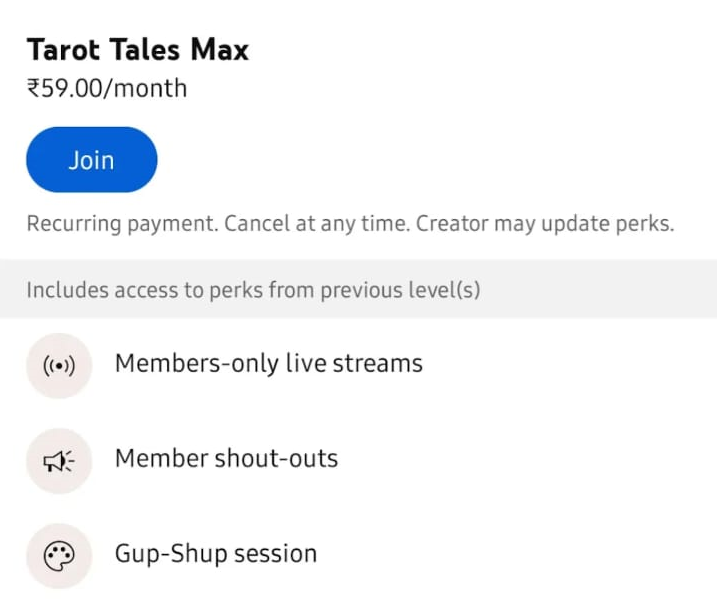 Tarot Tales Max
₹59.00/month
Join
Recurring payment. Cancel at any time. Creator may update perks.
Includes access to perks from previous level(s)
Members-only live streams
Member shout-outs
Gup-Shup session